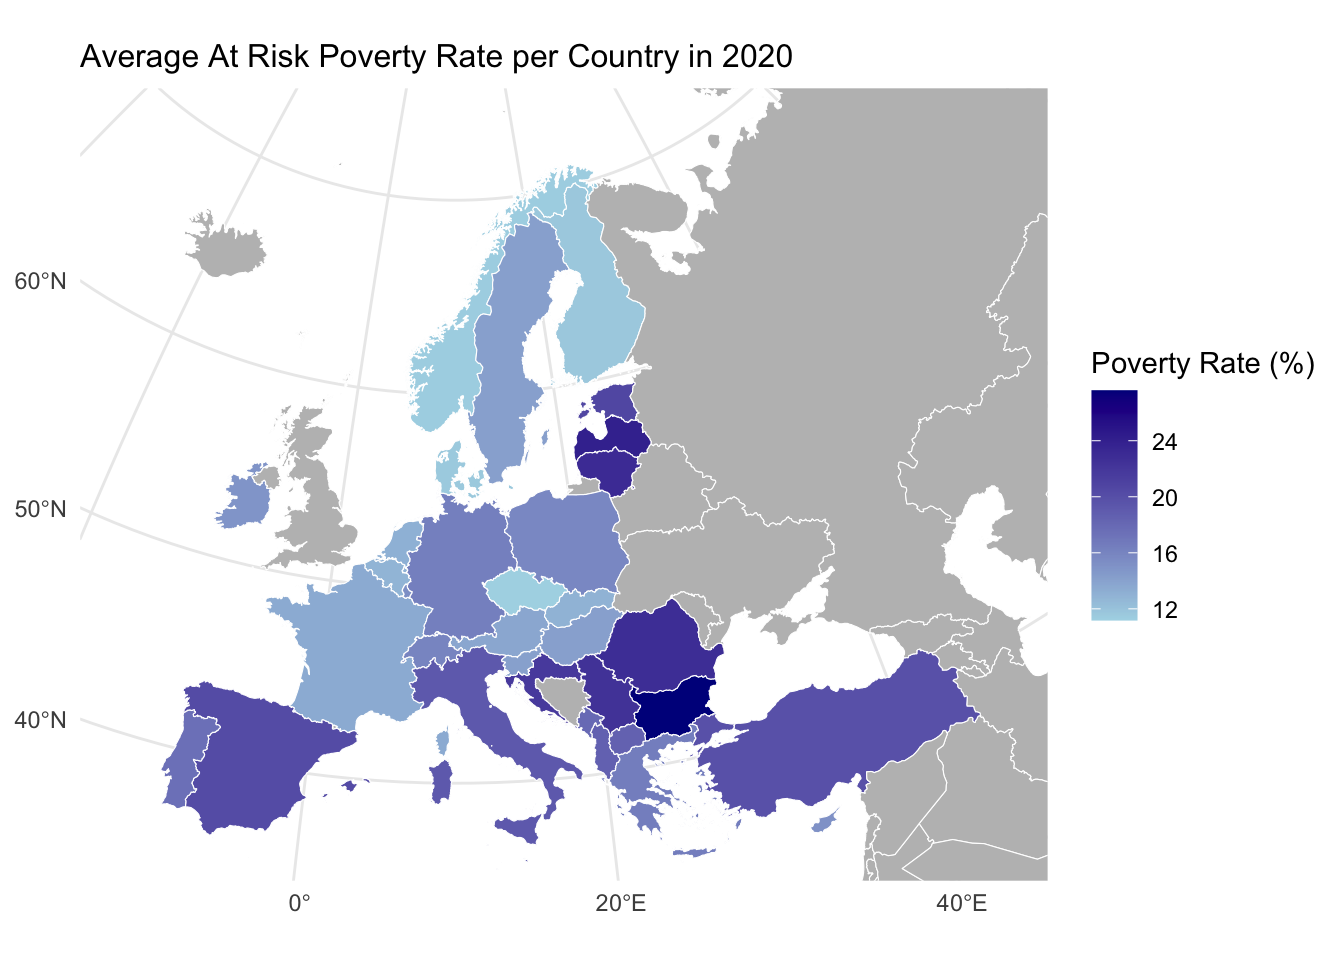 Average At Risk Poverty Rate per Country in 2020
60°N
50°N
40°N
0°
20°E
40°E
Poverty Rate (%)
24
20
16
12